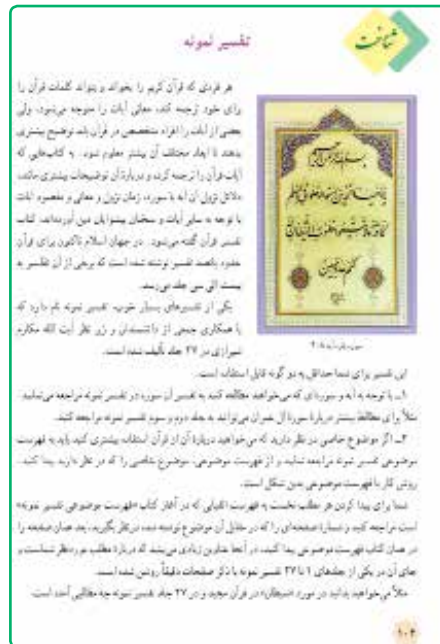 شناخت
تفسیر نمونه
هر فردی که قرآن کریم را بخواند و بتواند کلمات قرآن را
برای خود ترجمه کند، معانی آیات را متوجه می‌شود، ولی
بعضی از آیات را افراد متخصص در قرآن باید توضیح بیشتری
بدهند تا ابعاد مختلف آن بیشتر معلوم شود. به کتاب‌هایی که
آیات قرآن را ترجمه کرده و دربارهٔ آن توضیحات بیشتری مانند،
دلائل نزول آن آیه یا سوره، زمان نزول و معانی و مقصود آیات
با توجه به سایر آیات و سخنان پیشوایان دین آورده‌اند، کتاب
تفسیر قرآن گفته می‌شود. در جهان اسلام تاکنون برای قرآن
حدود پانصد تفسیر نوشته شده است که برخی از آن تفاسیر به
بیست الی سی جلد می‌رسد.
یکی از تفسیرهای بسیار خوب، تفسیر نمونه نام دارد که
با همکاری جمعی از دانشمندان و زیر نظر آیت الله مکارم
شیرازی در ۲۷ جلد تألیف شده است.
این تفسیر برای شما حداقل به دو گونه قابل استفاده است.
۱ـ با توجه به آیه و سوره‌ای که می‌خواهید مطالعه کنید به تفسیر آن سوره در تفسیر نمونه مراجعه می‌نمایید.
مثلاً برای مطالعهٔ بیشتر دربارهٔ سورهٔ آل عمران می‌توانید به جلد دوم و سوم تفسیر نمونه مراجعه کنید.
۲ـ اگر موضوع خاصی در نظر دارید که می‌خواهید دربارهٔ آن از قرآن استفاده بیشتری کنید باید به فهرست
موضوعی تفسیر نمونه مراجعه نمایید و از فهرست موضوعی، موضوع خاصی را که در نظر دارید پیدا کنید.
روش کار با فهرست موضوعی بدین شکل است.
شما برای پیدا کردن هر مطلب نخست به فهرست الفبایی که در آغاز کتاب «فهرست موضوعی تفسیر نمونه»
است مراجعه کنید و شمارهٔ صفحه‌ای را که در مقابل آن موضوع نوشته شده، در نظر بگیرید، بعد همان صفحه را
در همان کتاب فهرست موضوعی پیدا کنید، در آنجا عناوین زیادی می‌بینید که دربارهٔ مطلب موردنظر شماست و
جای آن در یکی از جلدهای ۱ تا ۲۷ تفسیر نمونه با ذکر صفحات دقیقاً روشن شده است.
مثلاً می‌خواهید بدانید در مورد «شیطان» در قرآن مجید و در ۲۷ جلد تفسیر نمونه چه مطالبی آمده است.
۱۰۴